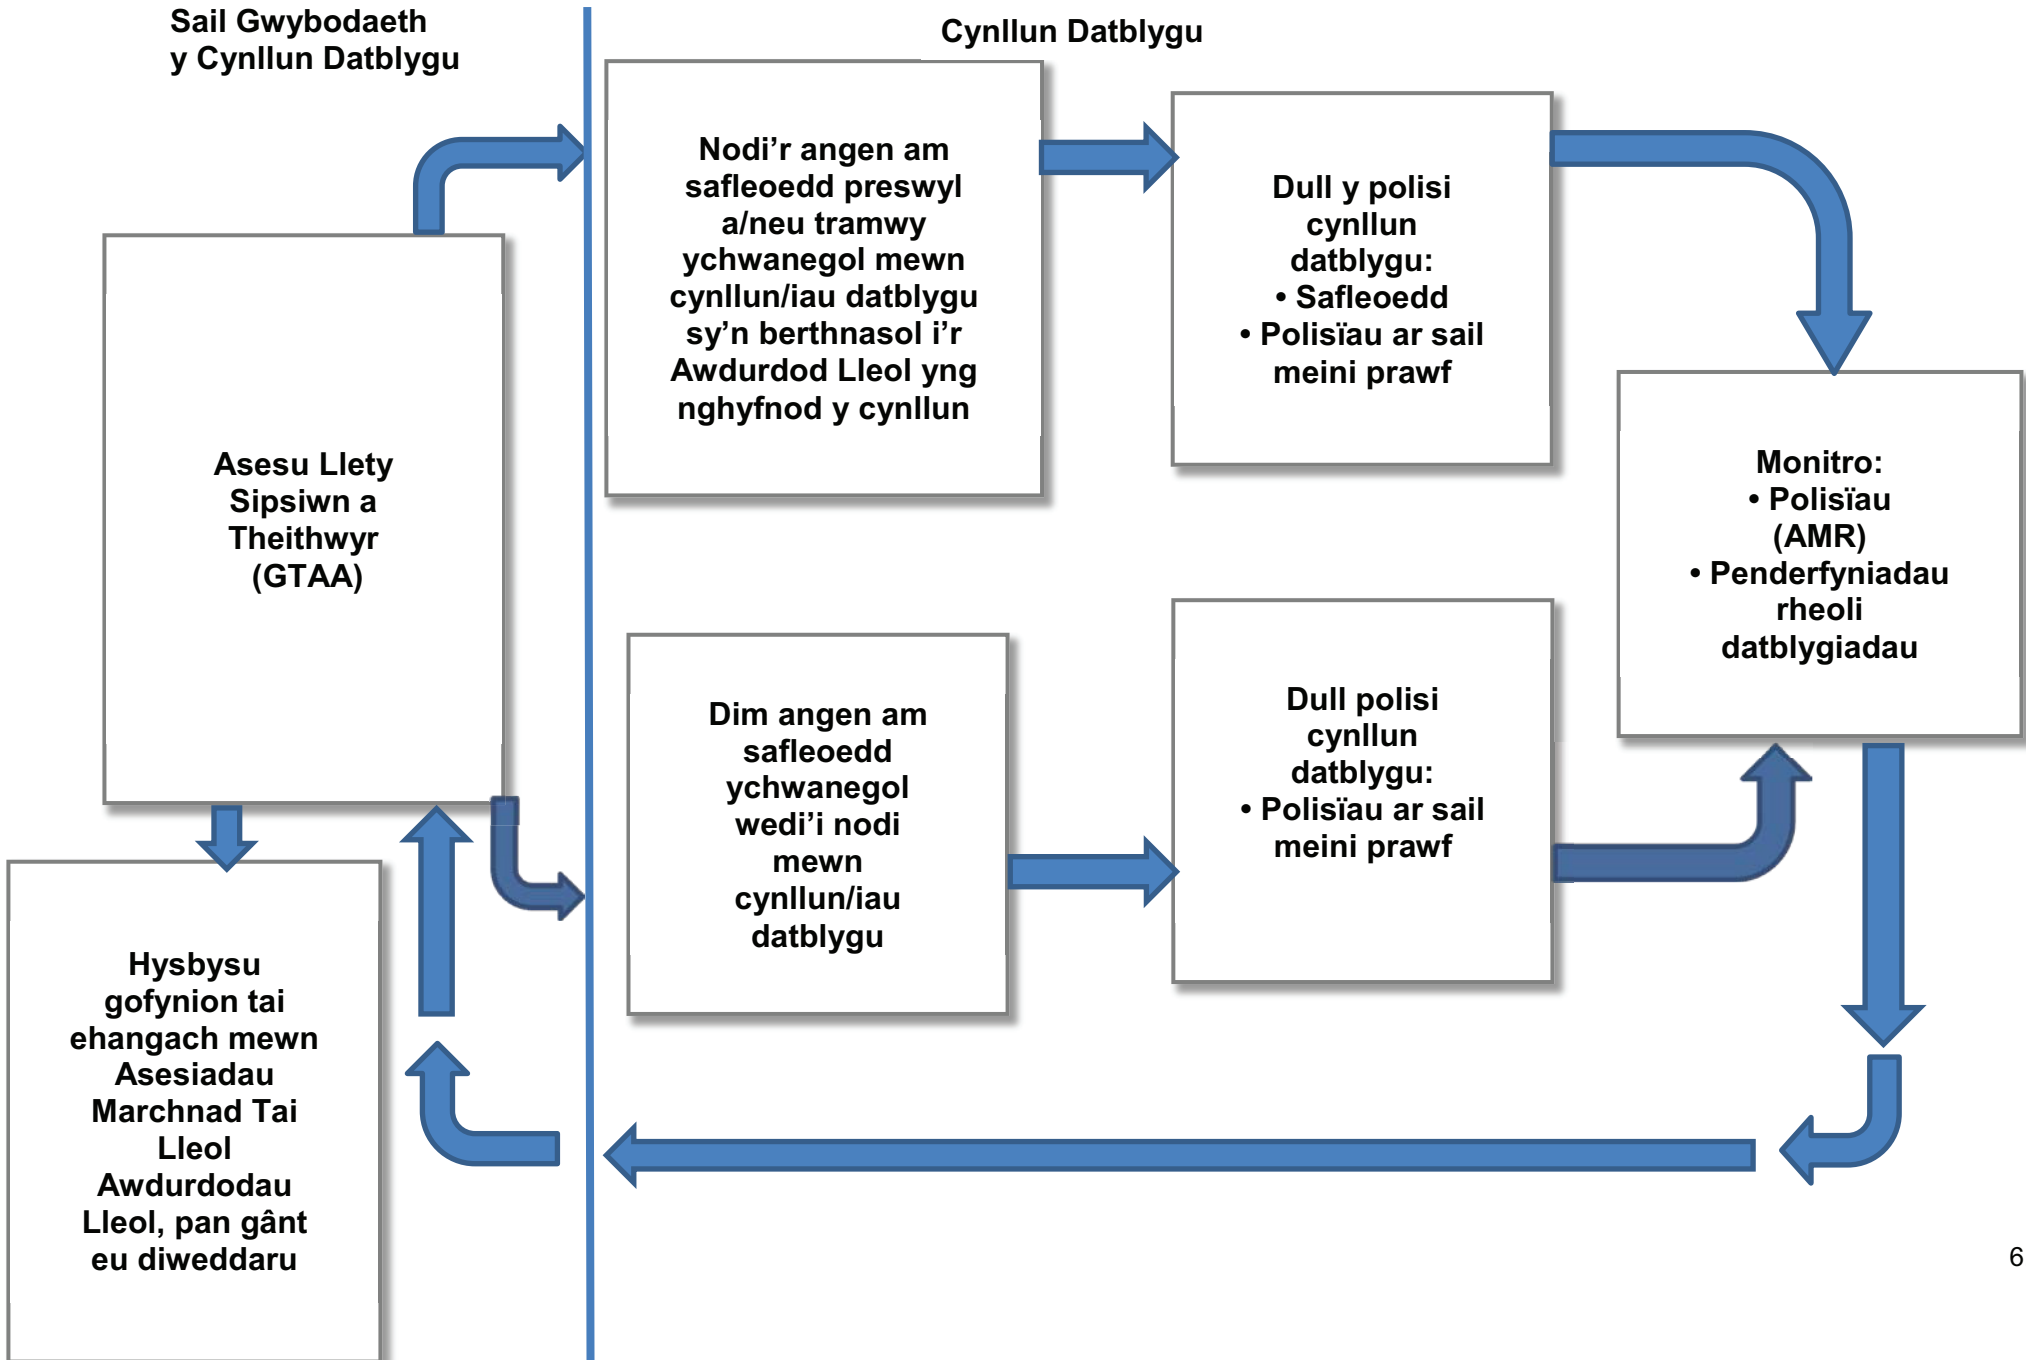 Sail Gwybodaeth
y Cynllun Datblygu
Cynllun Datblygu
Asesu Llety
Sipsiwn a
Theithwyr
(GTAA)
Hysbysu
gofynion tai
ehangach mewn
Asesiadau
Marchnad Tai
Lleol
Awdurdodau
Lleol, pan gânt
eu diweddaru
Nodi’r angen am
safleoedd preswyl
a/neu tramwy
ychwanegol mewn
cynllun/iau datblygu
sy’n berthnasol i’r
Awdurdod Lleol yng
nghyfnod y cynllun
Dull y polisi
cynllun
datblygu:
• Safleoedd
• Polisïau ar sail
meini prawf
Dim angen am
safleoedd
ychwanegol
wedi’i nodi
mewn
cynllun/iau
datblygu
Dull polisi
cynllun
datblygu:
• Polisïau ar sail
meini prawf
Monitro:
• Polisïau
(AMR)
• Penderfyniadau
rheoli
datblygiadau
6